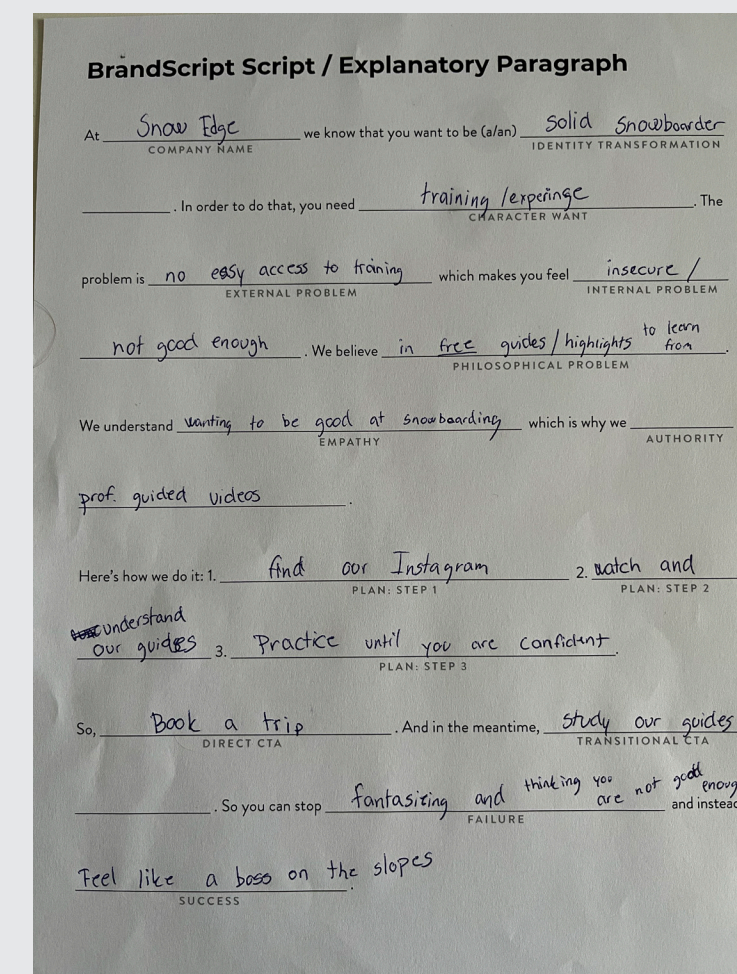 BrandScript Script / Explanatory Paragraph
At Snow Edge we know that you want to be (a/an) solid Snowboarder
COMPANY NAME IDENTITY TRANSFORMATION
. In order to do that, you need training /experinge . The
CHARACTER WANT
problem is no easy access to training which makes you feel insecure /
EXTERNAL PROBLEM INTERNAL PROBLEM
not good enough . We believe in free guides / highlights to learn from .
PHILOSOPHICAL PROBLEM
We understand wanting to be good at snowboarding which is why we
EMPATHY AUTHORITY
prof. guided videos .
Here's how we do it: 1. find our Instagram 2. watch and
PLAN: STEP 1 PLAN: STEP 2
understand our guides 3. Practice until you are confident .
PLAN: STEP 3
So, Book a trip . And in the meantime, study our guides
DIRECT CTA TRANSITIONAL CTA
. So you can stop fantasizing and thinking you are not good enoug and instead
FAILURE
Feel like a boss on the slopes .
SUCCESS